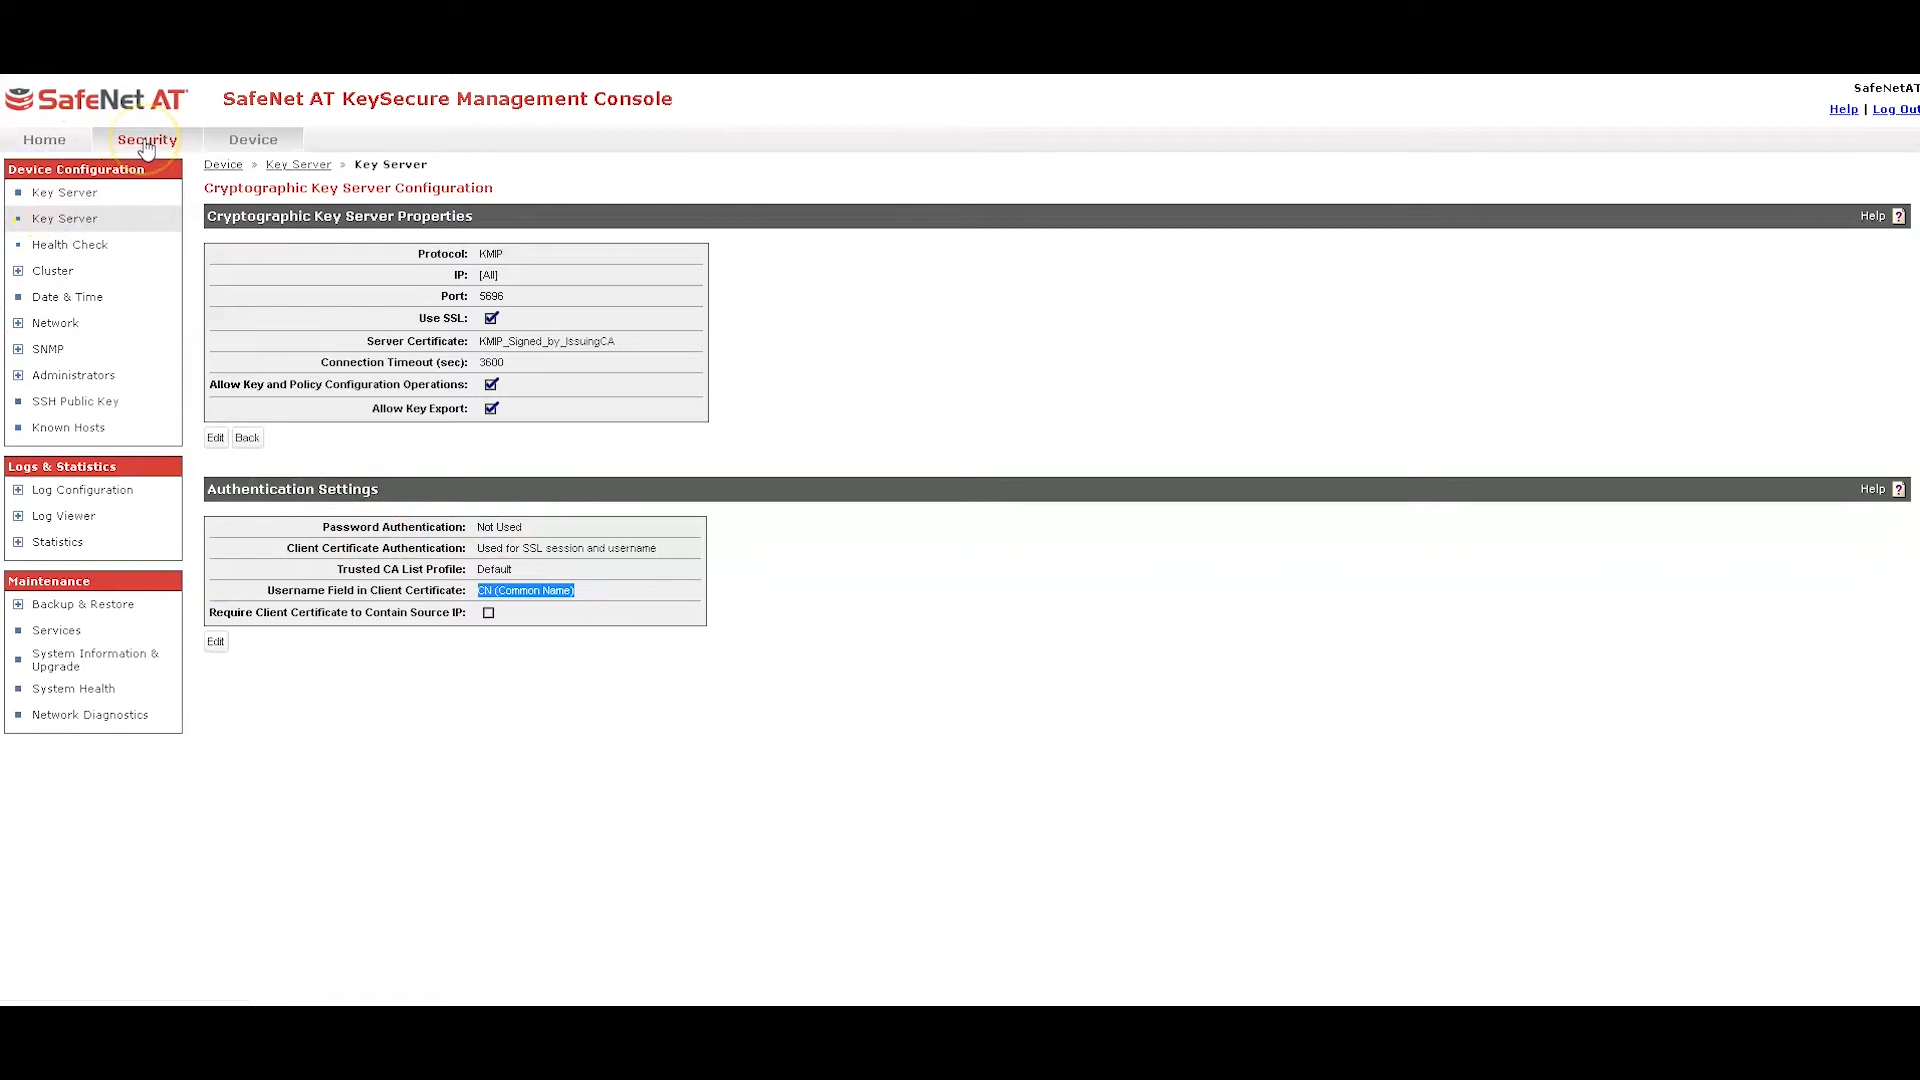 SafeNet AT
SafeNet AT KeySecure Management Console
SafeNetAT
Help | Log Out
Home
Security
Device
Device Configuration
Key Server
Key Server
Health Check
Cluster
Date & Time
Network
SNMP
Administrators
SSH Public Key
Known Hosts
Logs & Statistics
Log Configuration
Log Viewer
Statistics
Maintenance
Backup & Restore
Services
System Information &
Upgrade
System Health
Network Diagnostics
Device » Key Server » Key Server
Cryptographic Key Server Configuration
Cryptographic Key Server Properties
Help ?
Protocol: KMIP
IP: [All]
Port: 5696
Use SSL:
Server Certificate: KMIP_Signed_by_IssuingCA
Connection Timeout (sec): 3600
Allow Key and Policy Configuration Operations:
Allow Key Export:
Edit Back
Authentication Settings
Help ?
Password Authentication: Not Used
Client Certificate Authentication: Used for SSL session and username
Trusted CA List Profile: Default
Username Field in Client Certificate: CN (Common Name)
Require Client Certificate to Contain Source IP:
Edit